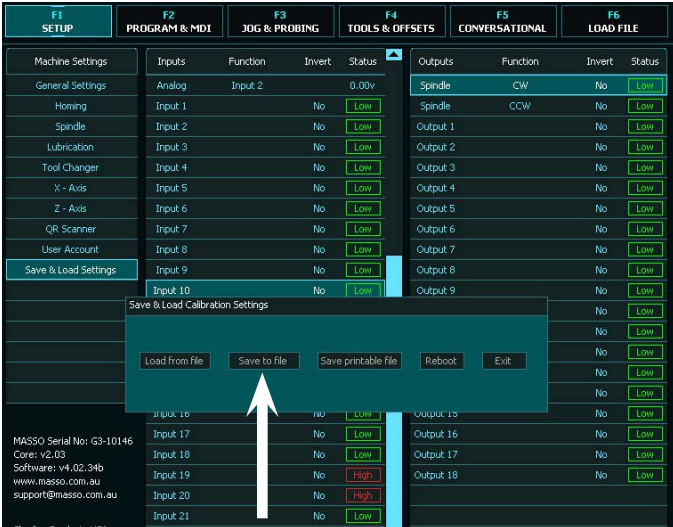 F1 F2 F3 F4 F5 F6
SETUP PROGRAM & MDI JOG & PROBING TOOLS & OFFSETS CONVERSATIONAL LOAD FILE
Machine Settings Inputs Function Invert Status Outputs Function Invert Status
General Settings Analog Input 2 0.00v Spindle CW No Low
Homing Input 1 No Low Spindle CCW No Low
Spindle Input 2 No Low Output 1 No Low
Lubrication Input 3 No Low Output 2 No Low
Tool Changer Input 4 No Low Output 3 No Low
X - Axis Input 5 No Low Output 4 No Low
Z - Axis Input 6 No Low Output 5 No Low
QR Scanner Input 7 No Low Output 6 No Low
User Account Input 8 No Low Output 7 No Low
Save & Load Settings Input 9 No Low Output 8 No Low
Input 10 No Low Output 9 No Low
Save & Load Calibration Settings No Low
No Low
Load from file Save to file Save printable file Reboot Exit No Low
No Low
Input 16 No Low Output 15 No Low
Input 17 No Low Output 16 No Low
MASSO Serial No: G3-10146
Core: v2.03 Input 18 No Low Output 17 No Low
Software: v4.02.34b Input 19 No High Output 18 No Low
www.masso.com.au
support@masso.com.au Input 20 No High
Input 21 No Low